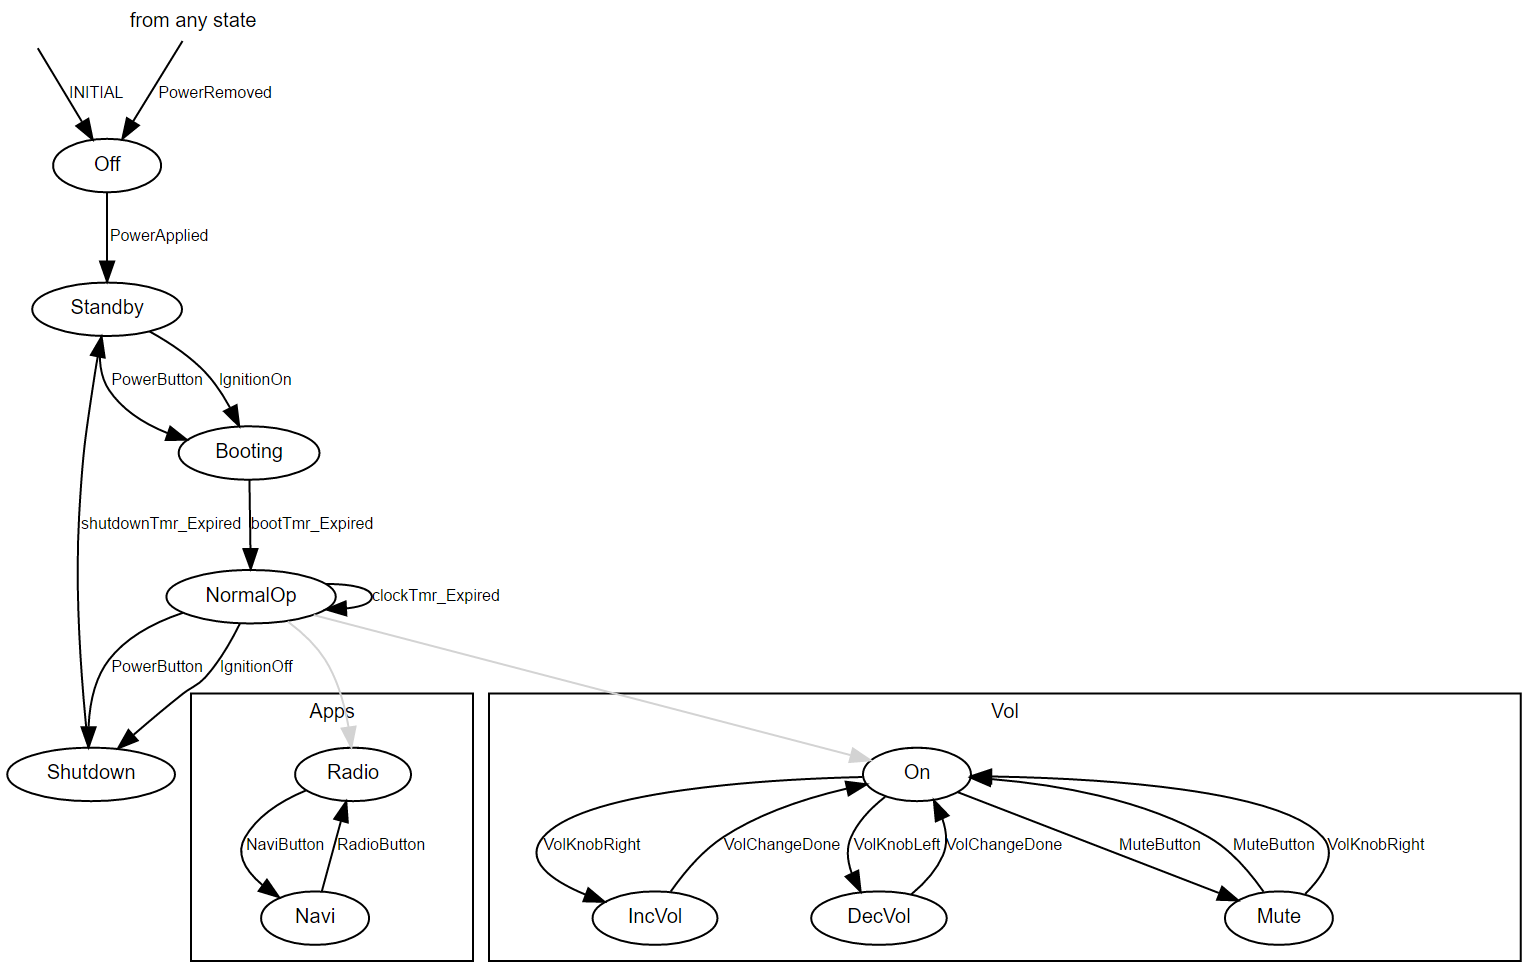 from any state
INITIAL
PowerRemoved
Off
PowerApplied
Standby
PowerButton
IgnitionOn
Booting
shutdownTmr_Expired
bootTmr_Expired
NormalOp
clockTmr_Expired
PowerButton
IgnitionOff
Apps
Vol
Shutdown
Radio
On
NaviButton
RadioButton
VolKnobRight
VolChangeDone
VolKnobLeft
VolChangeDone
MuteButton
MuteButton
VolKnobRight
Navi
IncVol
DecVol
Mute